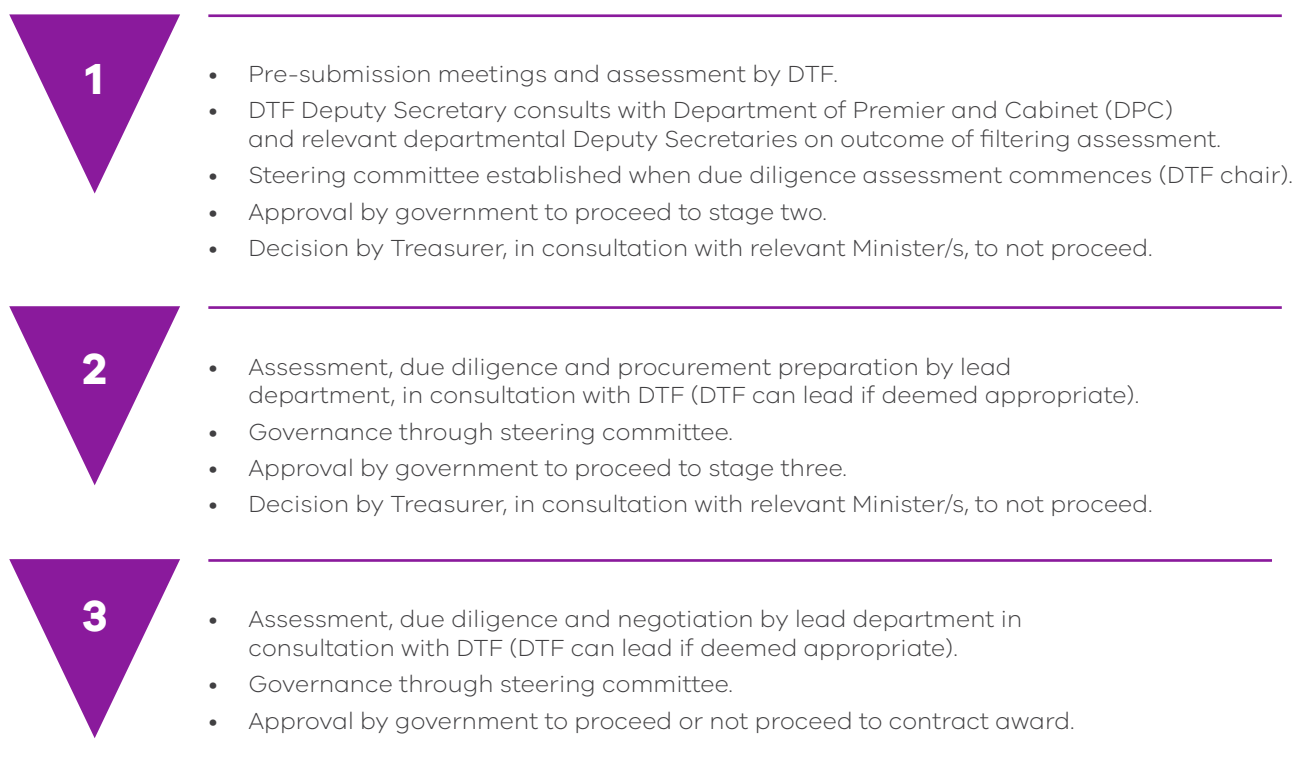 1
• Pre-submission meetings and assessment by DTF.
• DTF Deputy Secretary consults with Department of Premier and Cabinet (DPC)
and relevant departmental Deputy Secretaries on outcome of filtering assessment.
• Steering committee established when due diligence assessment commences (DTF chair).
• Approval by government to proceed to stage two.
• Decision by Treasurer, in consultation with relevant Minister/s, to not proceed.
2
• Assessment, due diligence and procurement preparation by lead
department, in consultation with DTF (DTF can lead if deemed appropriate).
• Governance through steering committee.
• Approval by government to proceed to stage three.
• Decision by Treasurer, in consultation with relevant Minister/s, to not proceed.
3
• Assessment, due diligence and negotiation by lead department in
consultation with DTF (DTF can lead if deemed appropriate).
• Governance through steering committee.
• Approval by government to proceed or not proceed to contract award.